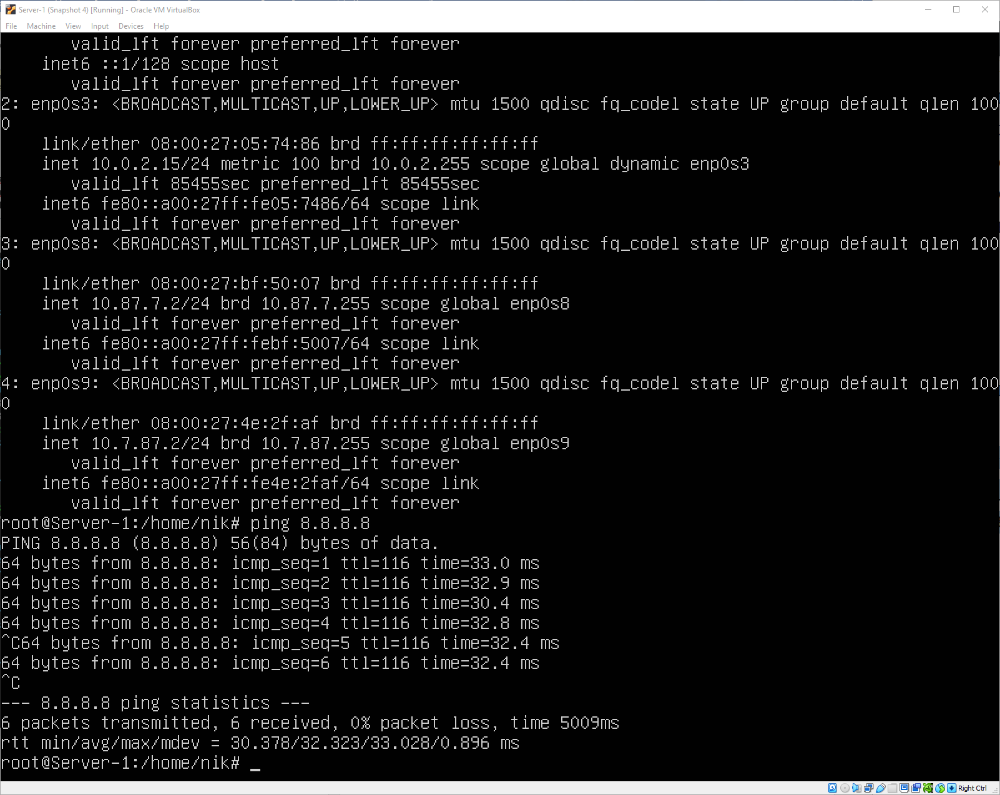 Server-1 (Snapshot 4) [Running] - Oracle VM VirtualBox
File Machine View Input Devices Help
valid_lft forever preferred_lft forever
inet6 ::1/128 scope host
valid_lft forever preferred_lft forever
2: enp0s3: <BROADCAST,MULTICAST,UP,LOWER_UP> mtu 1500 qdisc fq_codel state UP group default qlen 100
0
link/ether 08:00:27:05:74:86 brd ff:ff:ff:ff:ff:ff
inet 10.0.2.15/24 metric 100 brd 10.0.2.255 scope global dynamic enp0s3
valid_lft 85455sec preferred_lft 85455sec
inet6 fe80::a00:27ff:fe05:7486/64 scope link
valid_lft forever preferred_lft forever
3: enp0s8: <BROADCAST,MULTICAST,UP,LOWER_UP> mtu 1500 qdisc fq_codel state UP group default qlen 100
0
link/ether 08:00:27:bf:50:07 brd ff:ff:ff:ff:ff:ff
inet 10.87.7.2/24 brd 10.87.7.255 scope global enp0s8
valid_lft forever preferred_lft forever
inet6 fe80::a00:27ff:febf:5007/64 scope link
valid_lft forever preferred_lft forever
4: enp0s9: <BROADCAST,MULTICAST,UP,LOWER_UP> mtu 1500 qdisc fq_codel state UP group default qlen 100
0
link/ether 08:00:27:4e:2f:af brd ff:ff:ff:ff:ff:ff
inet 10.7.87.2/24 brd 10.7.87.255 scope global enp0s9
valid_lft forever preferred_lft forever
inet6 fe80::a00:27ff:fe4e:2faf/64 scope link
valid_lft forever preferred_lft forever
root@Server-1:/home/nik# ping 8.8.8.8
PING 8.8.8.8 (8.8.8.8) 56(84) bytes of data.
64 bytes from 8.8.8.8: icmp_seq=1 ttl=116 time=33.0 ms
64 bytes from 8.8.8.8: icmp_seq=2 ttl=116 time=32.9 ms
64 bytes from 8.8.8.8: icmp_seq=3 ttl=116 time=30.4 ms
64 bytes from 8.8.8.8: icmp_seq=4 ttl=116 time=32.8 ms
^C64 bytes from 8.8.8.8: icmp_seq=5 ttl=116 time=32.4 ms
64 bytes from 8.8.8.8: icmp_seq=6 ttl=116 time=32.4 ms
^C
--- 8.8.8.8 ping statistics ---
6 packets transmitted, 6 received, 0% packet loss, time 5009ms
rtt min/avg/max/mdev = 30.378/32.323/33.028/0.896 ms
root@Server-1:/home/nik# _
Right Ctrl